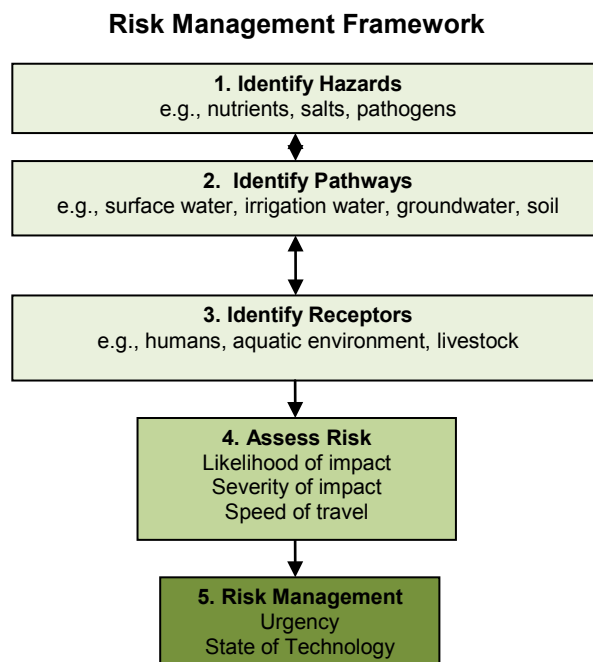 Risk Management Framework
1. Identify Hazards
e.g., nutrients, salts, pathogens
2. Identify Pathways
e.g., surface water, irrigation water, groundwater, soil
3. Identify Receptors
e.g., humans, aquatic environment, livestock
4. Assess Risk
Likelihood of impact
Severity of impact
Speed of travel
5. Risk Management
Urgency
State of Technology